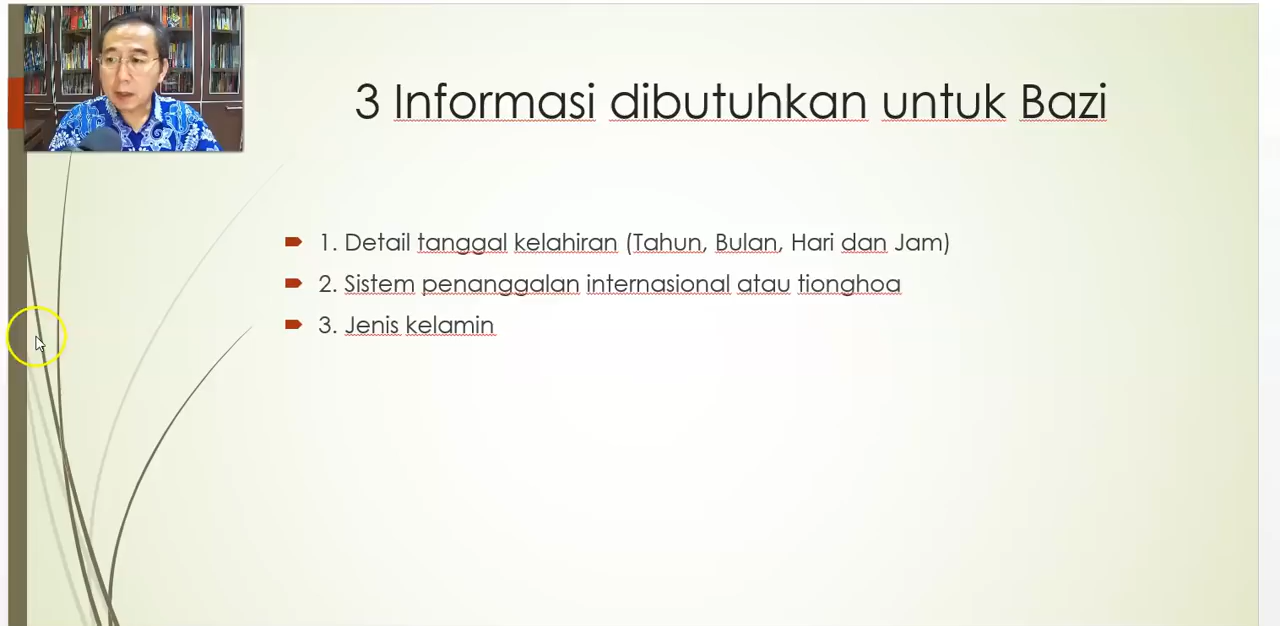 3 Informasi dibutuhkan untuk Bazi
1. Detail tanggal kelahiran (Tahun, Bulan, Hari dan Jam)
2. Sistem penanggalan internasional atau tionghoa
3. Jenis kelamin